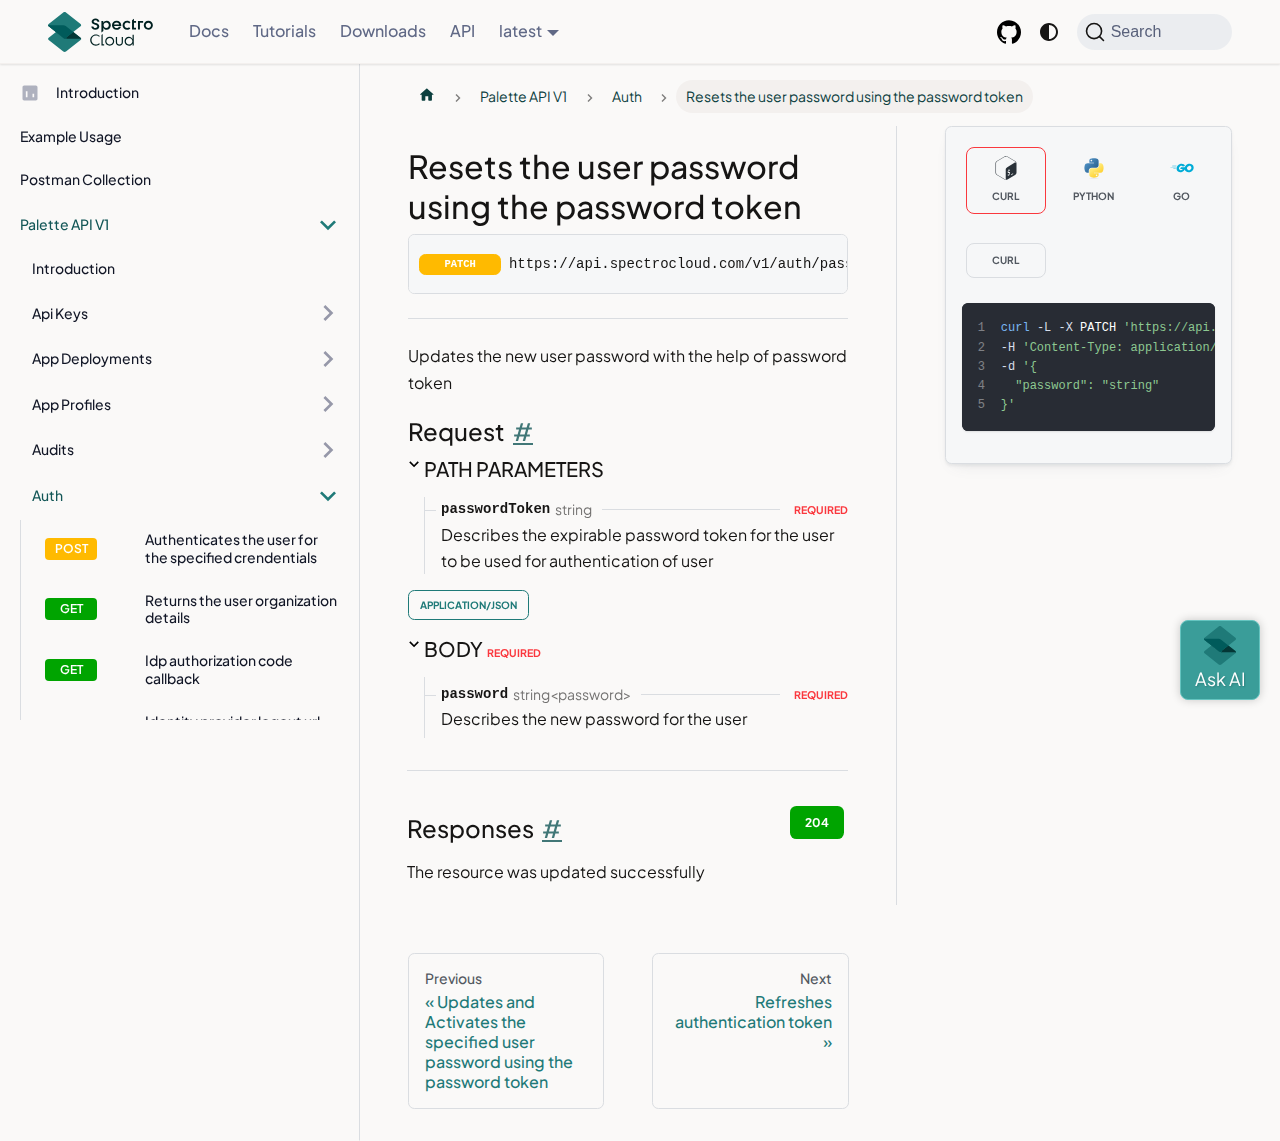 Spectro
Cloud
Docs
Tutorials
Downloads
API
latest
Search
Introduction
Example Usage
Postman Collection
Palette API V1
Introduction
Api Keys
App Deployments
App Profiles
Audits
Auth
POST
Authenticates the user for
the specified crendentials
GET
Returns the user organization
details
GET
Idp authorization code
callback
Identity provider logout url
Palette API V1
Auth
Resets the user password using the password token
Resets the user password
using the password token
PATCH https://api.spectrocloud.com/v1/auth/pass
Updates the new user password with the help of password
token
Request #
PATH PARAMETERS
passwordToken string REQUIRED
Describes the expirable password token for the user
to be used for authentication of user
APPLICATION/JSON
BODY REQUIRED
password string<password> REQUIRED
Describes the new password for the user
Responses #
204
The resource was updated successfully
Previous
« Updates and
Activates the
specified user
password using the
password token
Next
Refreshes
authentication token
»
CURL
PYTHON
GO
CURL
1 curl -L -X PATCH 'https://api.
2 -H 'Content-Type: application/
3 -d '{
4 "password": "string"
5 }'
Ask AI